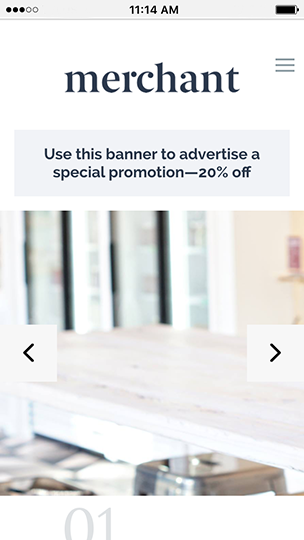 11:14 AM
merchant
Use this banner to advertise a
special promotion—20% off
01